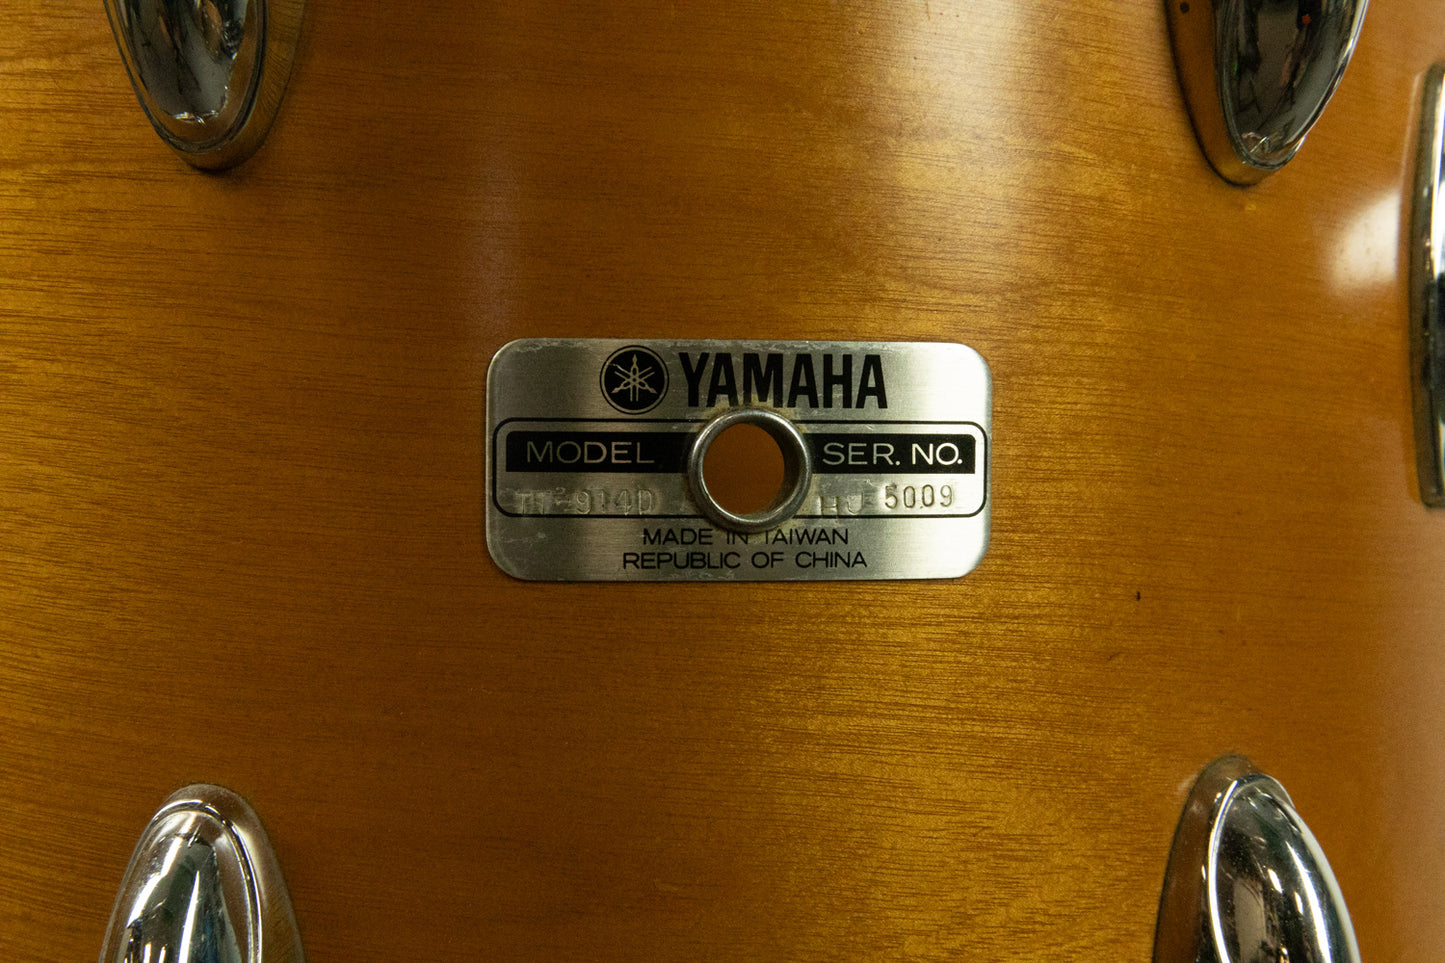 YAMAHA
MODEL SER. NO.
5009
MADE IN TAIWAN
REPUBLIC OF CHINA